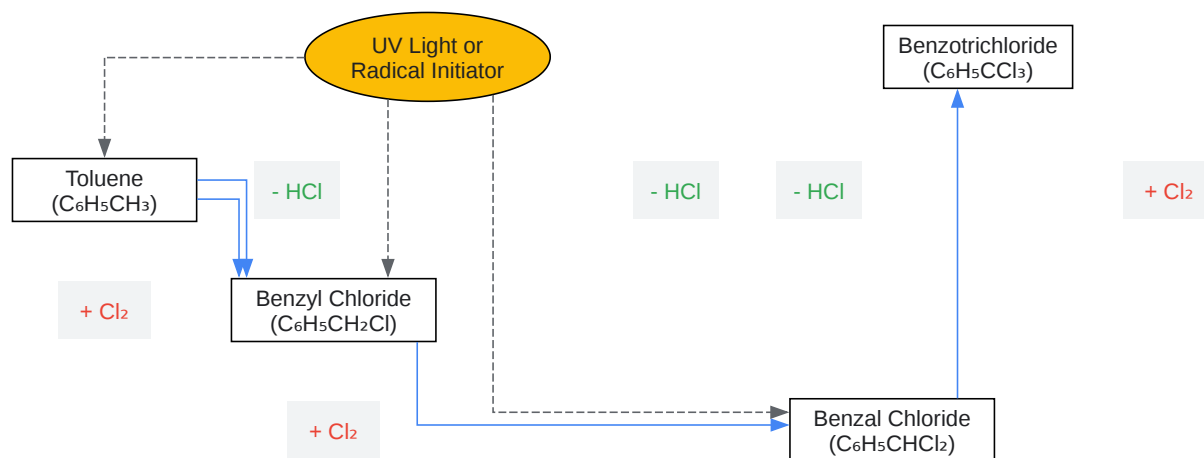 UV Light or
Radical Initiator
Benzotrichloride
(C₆H₅CCl₃)
Toluene
(C₆H₅CH₃)
- HCl
- HCl
- HCl
+ Cl₂
Benzyl Chloride
(C₆H₅CH₂Cl)
+ Cl₂
+ Cl₂
Benzal Chloride
(C₆H₅CHCl₂)